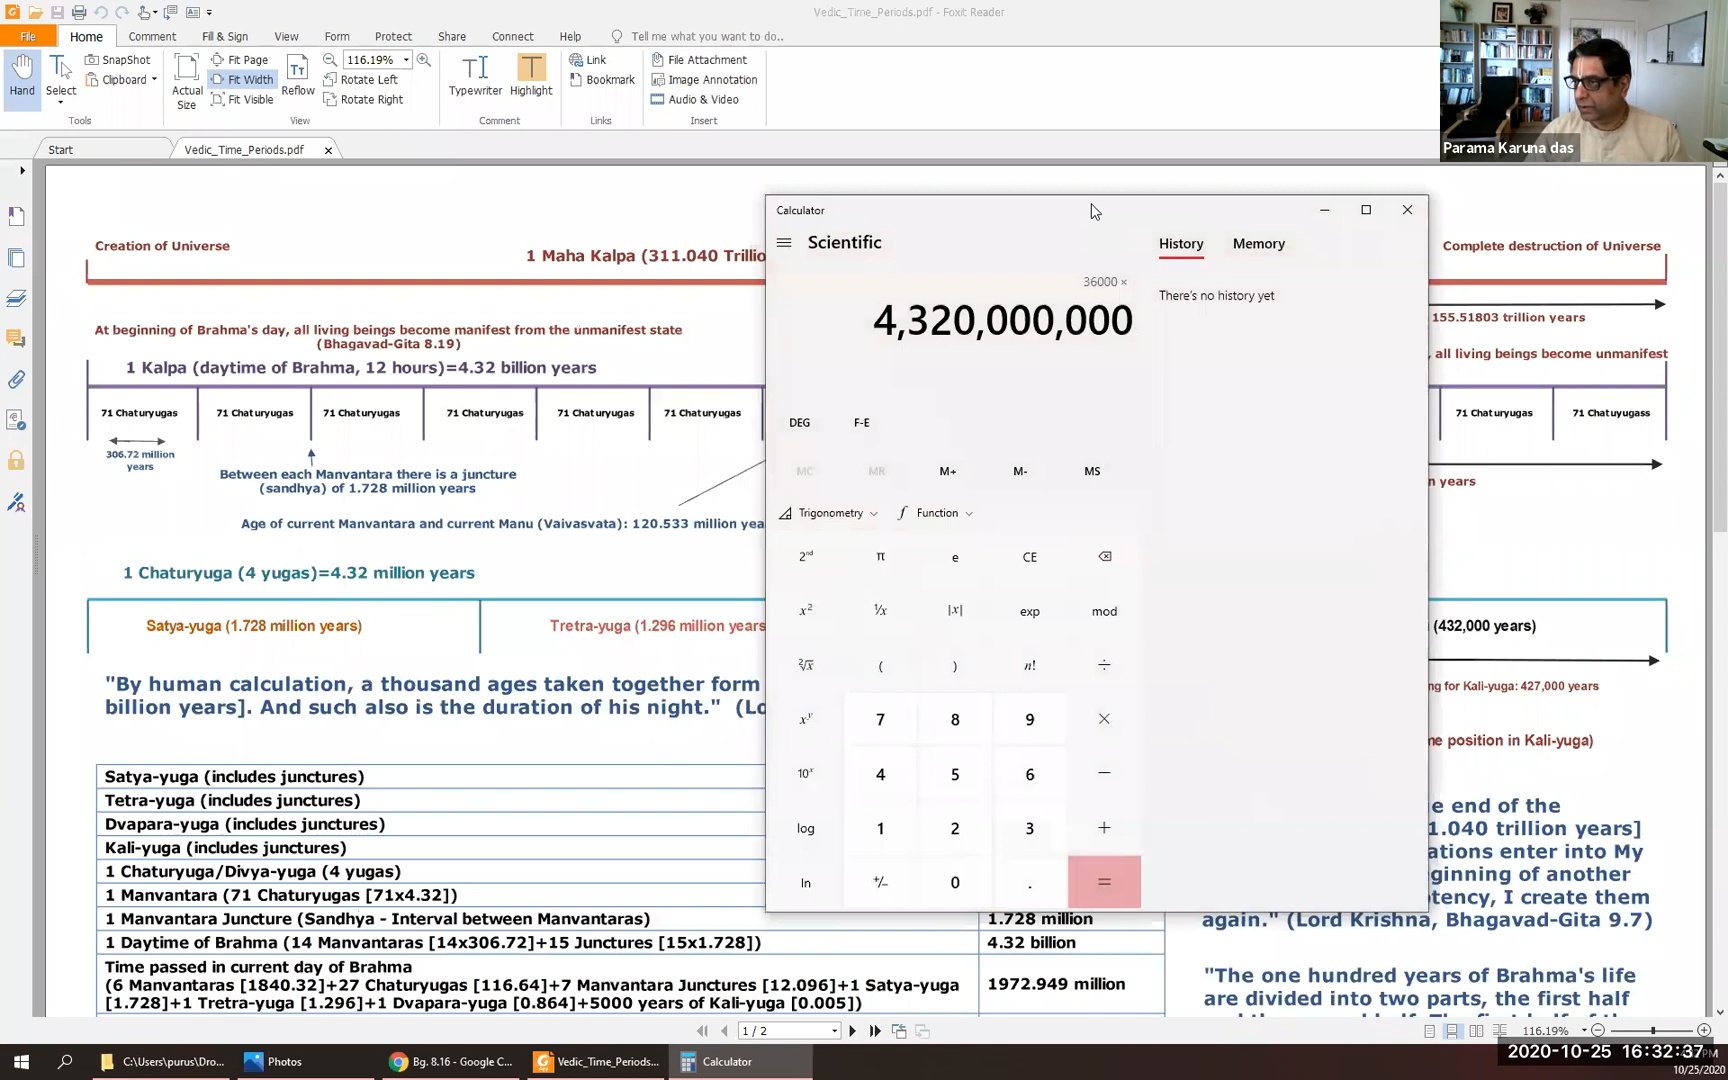 Vedic_Time_Periods.pdf - Foxit Reader
File
Home
Comment
Fill & Sign
View
Form
Protect
Share
Connect
Help
Tell me what you want to do..
Hand
Select
SnapShot
Clipboard
Tools
Actual
Size
Fit Page
Fit Width
Fit Visible
Reflow
116.19%
Rotate Left
Rotate Right
View
Typewriter
Highlight
Comment
Link
Bookmark
Links
File Attachment
Image Annotation
Audio & Video
Insert
Parama Karuna das
Start
Vedic_Time_Periods.pdf
Creation of Universe
1 Maha Kalpa (311.040 Trillio
Complete destruction of Universe
155.51803 trillion years
At beginning of Brahma's day, all living beings become manifest from the unmanifest state
(Bhagavad-Gita 8.19)
, all living beings become unmanifest
1 Kalpa (daytime of Brahma, 12 hours)=4.32 billion years
71 Chaturyugas
71 Chaturyugas
71 Chaturyugas
71 Chaturyugas
71 Chaturyugas
71 Chaturyugas
71 Chaturyugas
71 Chatuyugass
306.72 million
years
Between each Manvantara there is a juncture
(sandhya) of 1.728 million years
n years
Age of current Manvantara and current Manu (Vaivasvata): 120.533 million yea
1 Chaturyuga (4 yugas)=4.32 million years
Satya-yuga (1.728 million years)
Tretra-yuga (1.296 million years
(432,000 years)
ng for Kali-yuga: 427,000 years
"By human calculation, a thousand ages taken together form
billion years]. And such also is the duration of his night." (Lo
me position in Kali-yuga)
Satya-yuga (includes junctures)
Tetra-yuga (includes junctures)
Dvapara-yuga (includes junctures)
Kali-yuga (includes junctures)
1 Chaturyuga/Divya-yuga (4 yugas)
1 Manvantara (71 Chaturyugas [71x4.32])
1 Manvantara Juncture (Sandhya - Interval between Manvantaras)
1.728 million
1 Daytime of Brahma (14 Manvantaras [14x306.72]+15 Junctures [15x1.728])
4.32 billion
Time passed in current day of Brahma
(6 Manvantaras [1840.32]+27 Chaturyugas [116.64]+7 Manvantara Junctures [12.096]+1 Satya-yuga
[1.728]+1 Tretra-yuga [1.296]+1 Dvapara-yuga [0.864]+5000 years of Kali-yuga [0.005])
1972.949 million
e end of the
1.040 trillion years]
ations enter into My
ginning of another
tency, I create them
again." (Lord Krishna, Bhagavad-Gita 9.7)
"The one hundred years of Brahma's life
are divided into two parts, the first half
Calculator
Scientific
History
Memory
36000 ×
4,320,000,000
There's no history yet
DEG
F-E
MC
MR
M+
M-
MS
Trigonometry
Function
2nd
π
e
CE
x²
¹/x
|x|
exp
mod
²√x
(
)
n!
÷
xʸ
7
8
9
×
10ˣ
4
5
6
−
log
1
2
3
+
ln
+/−
0
.
=
1 / 2
116.19%
C:\Users\purus\Dro...
Photos
Bg. 8.16 - Google C...
Vedic_Time_Periods...
Calculator
2020-10-25 16:32:37
10/25/2020